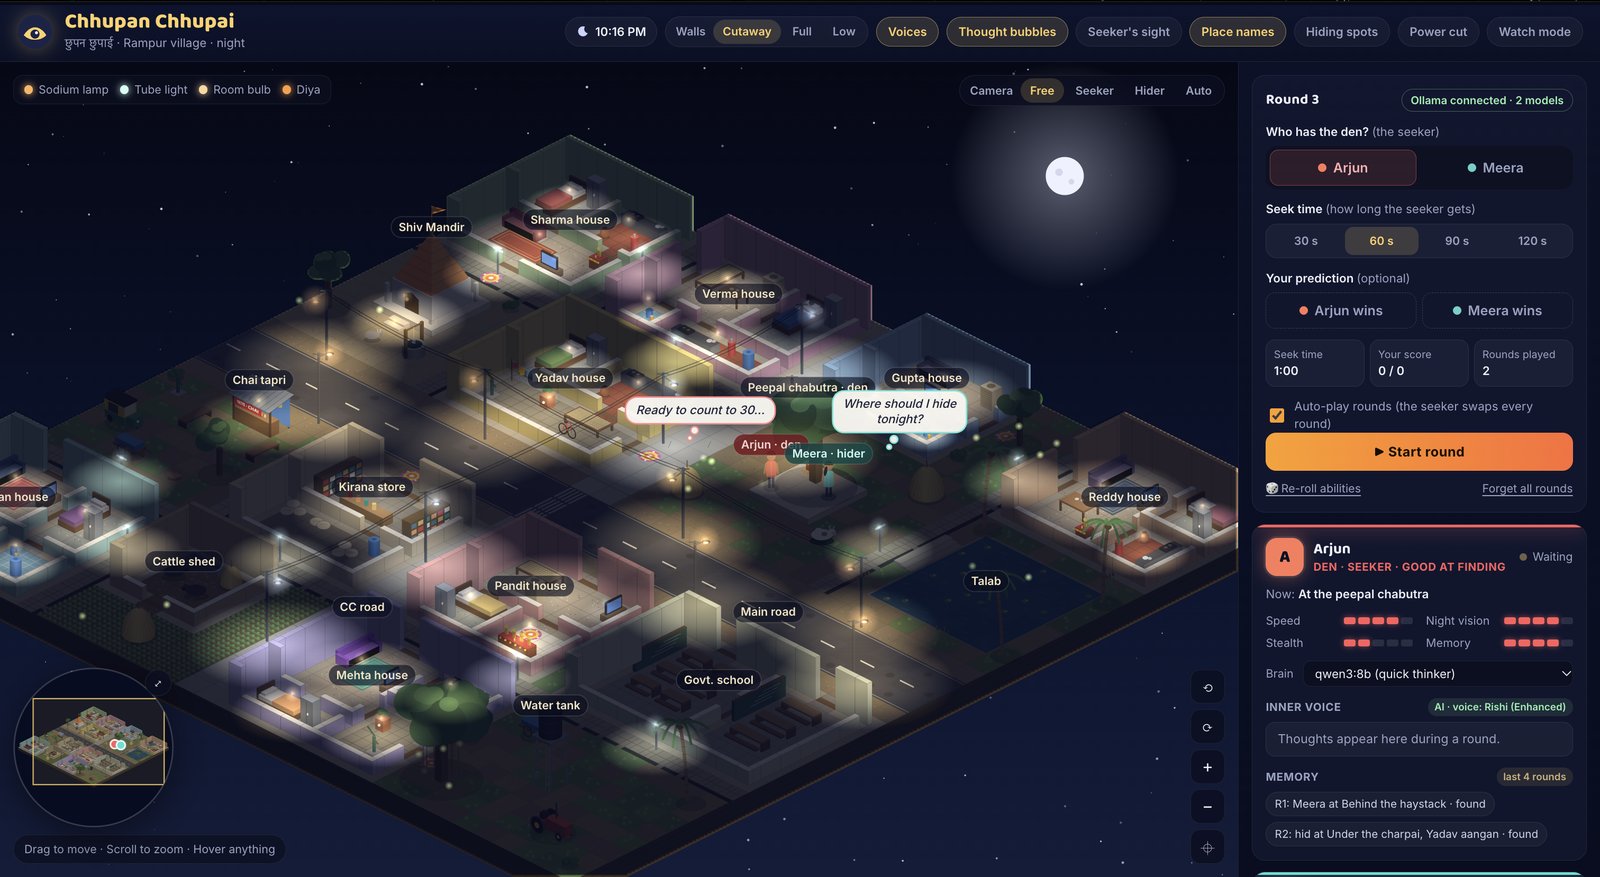 Chhupan Chhupai
छुपन छुपाई · Rampur village · night
10:16 PM
Walls Cutaway Full Low
Voices
Thought bubbles
Seeker's sight
Place names
Hiding spots
Power cut
Watch mode
Sodium lamp Tube light Room bulb Diya
Camera Free Seeker Hider Auto
Sharma house
Shiv Mandir
Verma house
Chai tapri
Yadav house
Peepal chabutra · den
Gupta house
Ready to count to 30...
Where should I hide
tonight?
Arjun · den
Meera · hider
Kirana store
an house
Reddy house
Cattle shed
Pandit house
Talab
CC road
Main road
Mehta house
Govt. school
Water tank
Drag to move · Scroll to zoom · Hover anything
Round 3
Ollama connected · 2 models
Who has the den? (the seeker)
Arjun
Meera
Seek time (how long the seeker gets)
30 s 60 s 90 s 120 s
Your prediction (optional)
Arjun wins
Meera wins
Seek time
1:00
Your score
0 / 0
Rounds played
2
Auto-play rounds (the seeker swaps every
round)
Start round
Re-roll abilities
Forget all rounds
A
Arjun
DEN · SEEKER · GOOD AT FINDING
Waiting
Now: At the peepal chabutra
Speed
Night vision
Stealth
Memory
Brain qwen3:8b (quick thinker)
INNER VOICE
AI · voice: Rishi (Enhanced)
Thoughts appear here during a round.
MEMORY
last 4 rounds
R1: Meera at Behind the haystack · found
R2: hid at Under the charpai, Yadav aangan · found